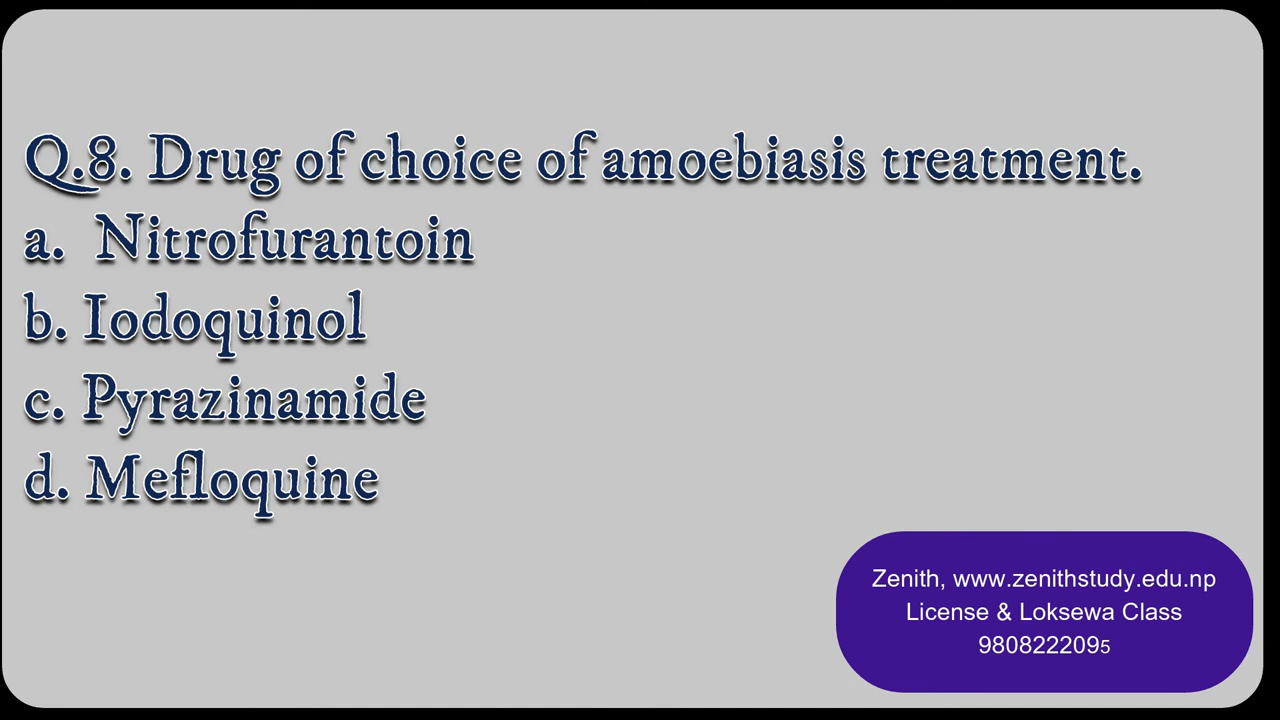 Q.8. Drug of choice of amoebiasis treatment.
a. Nitrofurantoin
b. Iodoquinol
c. Pyrazinamide
d. Mefloquine
Zenith, www.zenithstudy.edu.np
License & Loksewa Class
9808222095